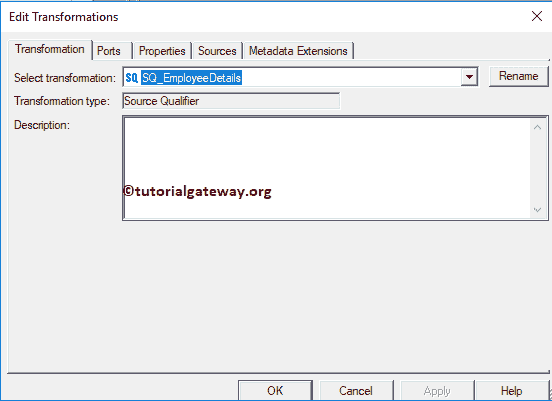 Edit Transformations
Transformation Ports Properties Sources Metadata Extensions
Select transformation: SQ SQ_EmployeeDetails Rename
Transformation type: Source Qualifier
Description:
©tutorialgateway.org
OK Cancel Apply Help